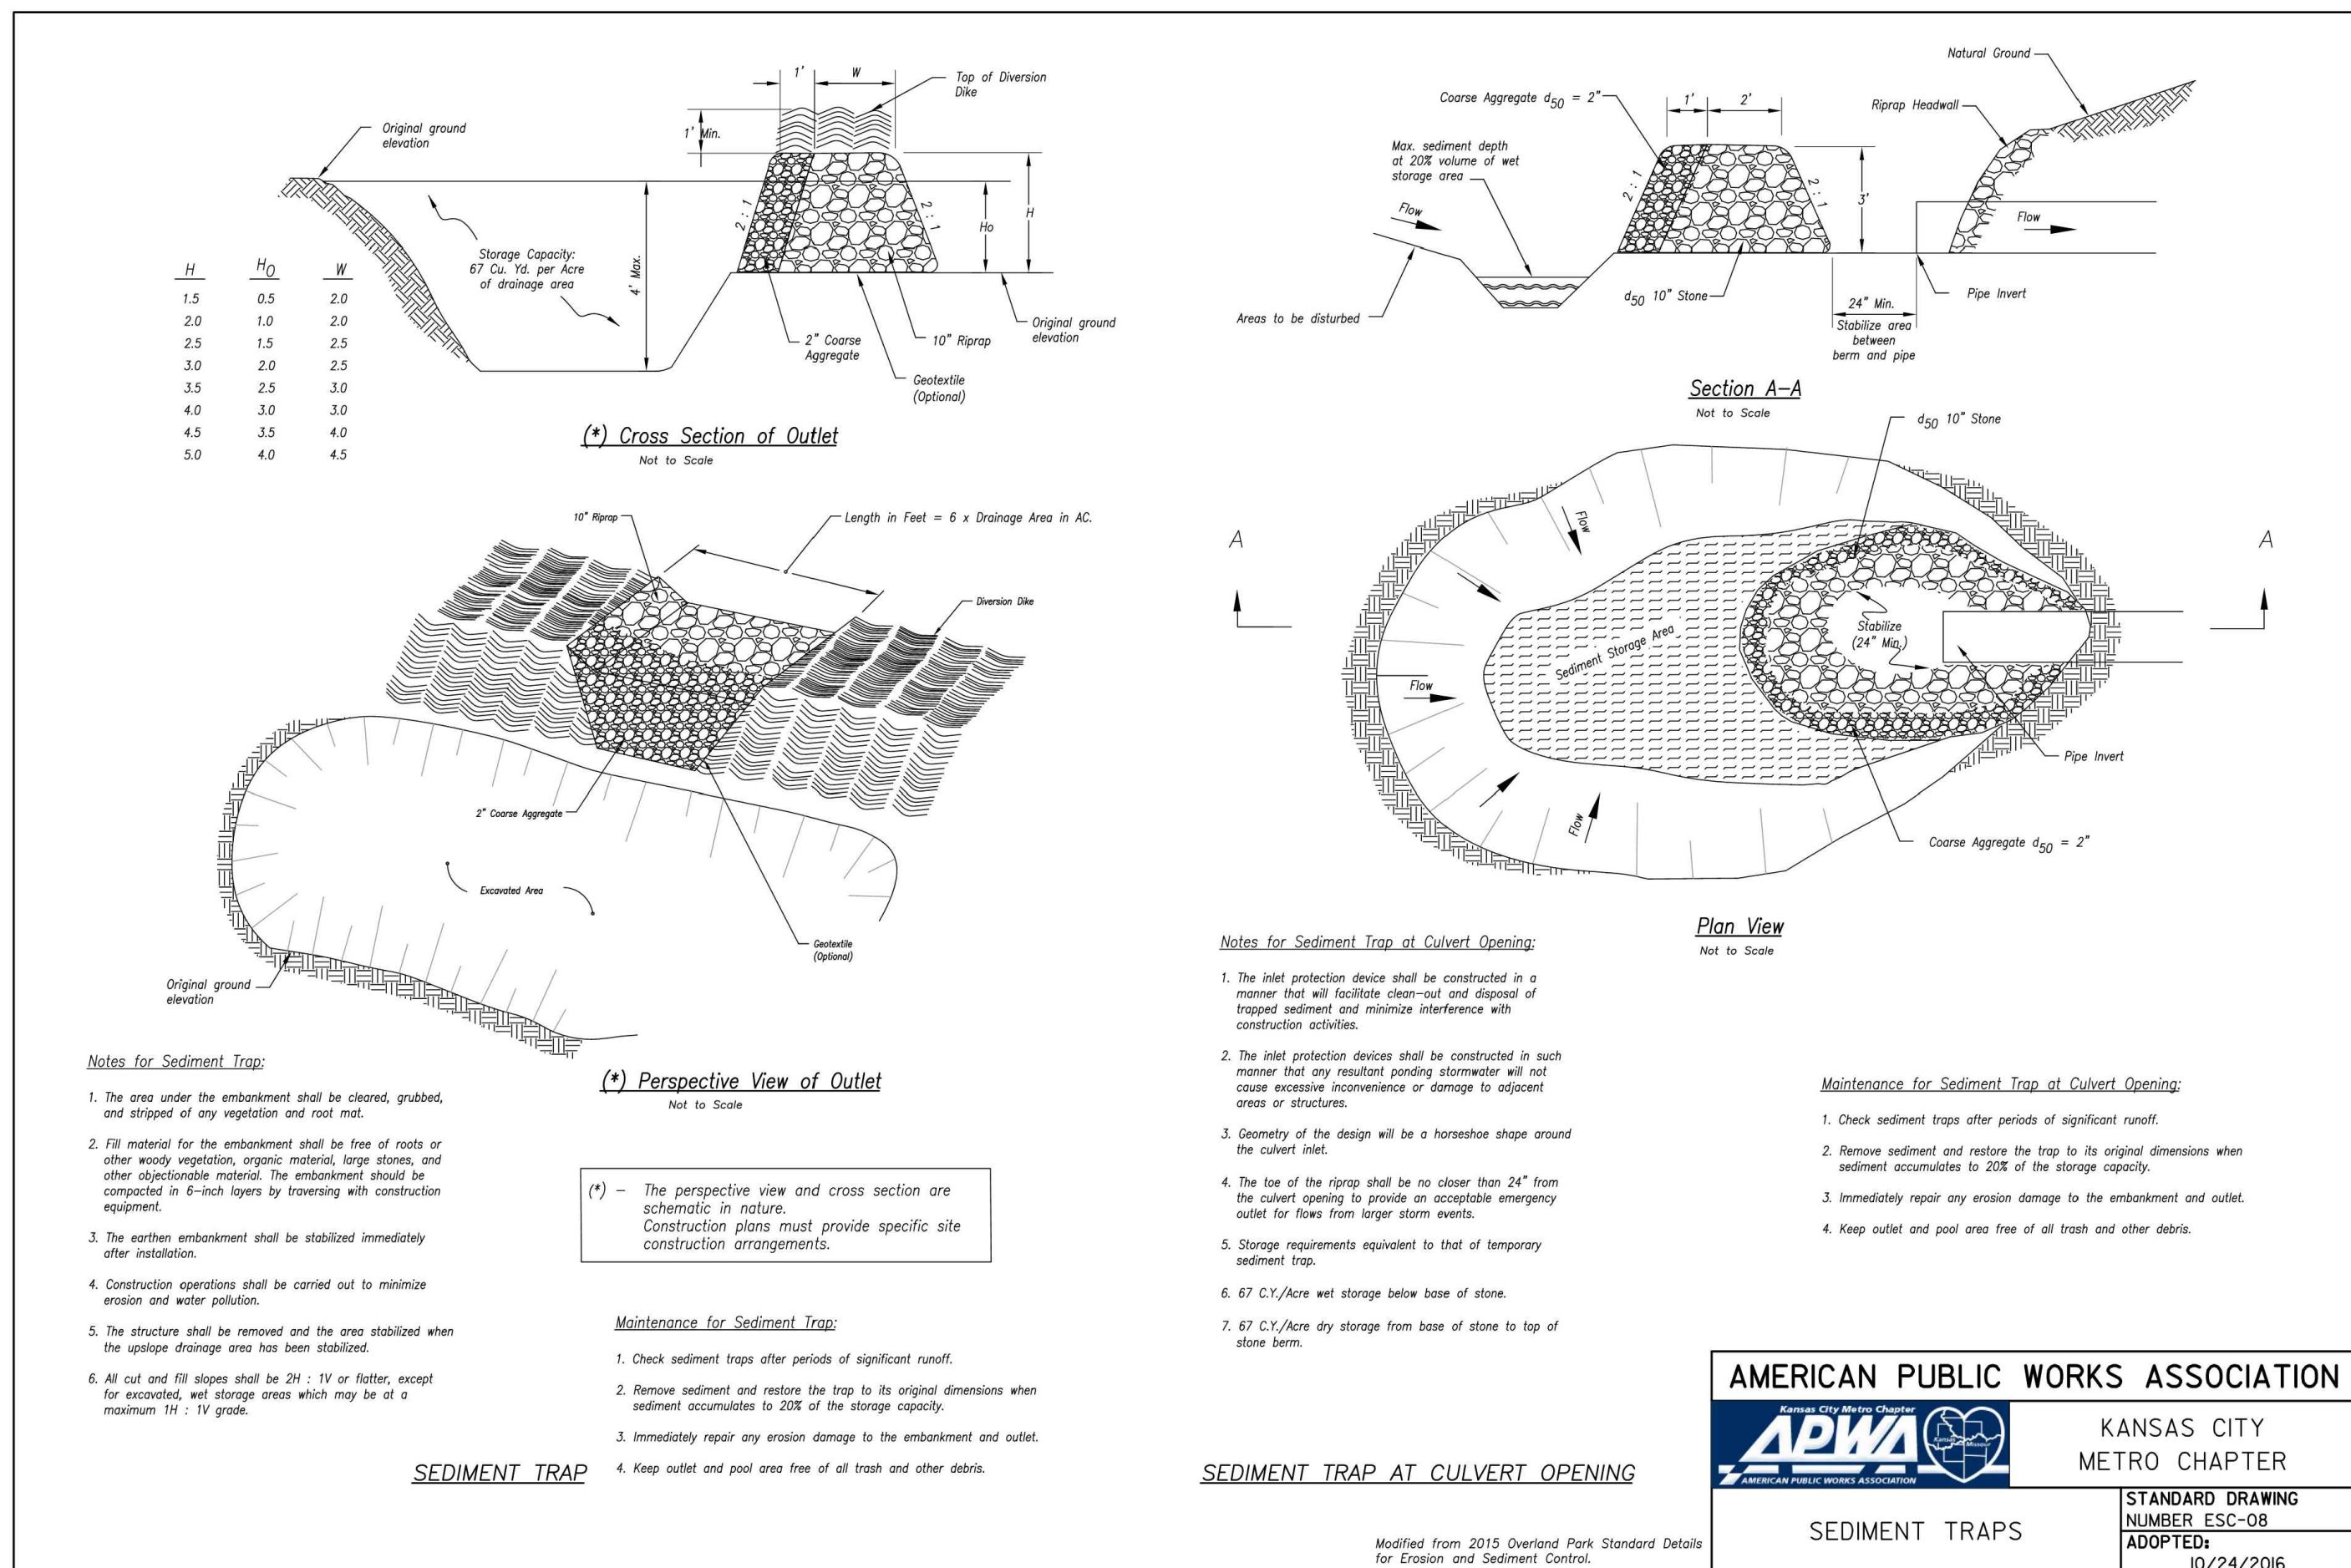 1'
W
Top of Diversion
Dike
1' Min.
Original ground
elevation
2 : 1
2 : 1
Ho
H
4' Max.
Storage Capacity:
67 Cu. Yd. per Acre
of drainage area
2" Coarse
Aggregate
10" Riprap
Original ground
elevation
Geotextile
(Optional)
H HO W
1.5 0.5 2.0
2.0 1.0 2.0
2.5 1.5 2.5
3.0 2.0 2.5
3.5 2.5 3.0
4.0 3.0 3.0
4.5 3.5 4.0
5.0 4.0 4.5
(*) Cross Section of Outlet
Not to Scale
10" Riprap
Length in Feet = 6 x Drainage Area in AC.
Diversion Dike
2" Coarse Aggregate
Excavated Area
Geotextile
(Optional)
Original ground
elevation
(*) Perspective View of Outlet
Not to Scale
Notes for Sediment Trap:
1. The area under the embankment shall be cleared, grubbed,
and stripped of any vegetation and root mat.
2. Fill material for the embankment shall be free of roots or
other woody vegetation, organic material, large stones, and
other objectionable material. The embankment should be
compacted in 6-inch layers by traversing with construction
equipment.
3. The earthen embankment shall be stabilized immediately
after installation.
4. Construction operations shall be carried out to minimize
erosion and water pollution.
5. The structure shall be removed and the area stabilized when
the upslope drainage area has been stabilized.
6. All cut and fill slopes shall be 2H : 1V or flatter, except
for excavated, wet storage areas which may be at a
maximum 1H : 1V grade.
(*) - The perspective view and cross section are
schematic in nature.
Construction plans must provide specific site
construction arrangements.
Maintenance for Sediment Trap:
1. Check sediment traps after periods of significant runoff.
2. Remove sediment and restore the trap to its original dimensions when
sediment accumulates to 20% of the storage capacity.
3. Immediately repair any erosion damage to the embankment and outlet.
4. Keep outlet and pool area free of all trash and other debris.
SEDIMENT TRAP
Natural Ground
Coarse Aggregate d50 = 2"
1'
2'
Riprap Headwall
Max. sediment depth
at 20% volume of wet
storage area
2 : 1
2 : 1
3'
Flow
Flow
Areas to be disturbed
d50 10" Stone
24" Min.
Stabilize area
between
berm and pipe
Pipe Invert
Section A-A
Not to Scale
d50 10" Stone
A
A
Flow
Flow
Flow
Sediment Storage Area
Stabilize
(24" Min.)
Pipe Invert
Coarse Aggregate d50 = 2"
Plan View
Not to Scale
Notes for Sediment Trap at Culvert Opening:
1. The inlet protection device shall be constructed in a
manner that will facilitate clean-out and disposal of
trapped sediment and minimize interference with
construction activities.
2. The inlet protection devices shall be constructed in such
manner that any resultant ponding stormwater will not
cause excessive inconvenience or damage to adjacent
areas or structures.
3. Geometry of the design will be a horseshoe shape around
the culvert inlet.
4. The toe of the riprap shall be no closer than 24" from
the culvert opening to provide an acceptable emergency
outlet for flows from larger storm events.
5. Storage requirements equivalent to that of temporary
sediment trap.
6. 67 C.Y./Acre wet storage below base of stone.
7. 67 C.Y./Acre dry storage from base of stone to top of
stone berm.
Maintenance for Sediment Trap at Culvert Opening:
1. Check sediment traps after periods of significant runoff.
2. Remove sediment and restore the trap to its original dimensions when
sediment accumulates to 20% of the storage capacity.
3. Immediately repair any erosion damage to the embankment and outlet.
4. Keep outlet and pool area free of all trash and other debris.
SEDIMENT TRAP AT CULVERT OPENING
Modified from 2015 Overland Park Standard Details
for Erosion and Sediment Control.
AMERICAN PUBLIC WORKS ASSOCIATION
Kansas City Metro Chapter
APWA
Kansas
Missouri
AMERICAN PUBLIC WORKS ASSOCIATION
KANSAS CITY
METRO CHAPTER
SEDIMENT TRAPS
STANDARD DRAWING
NUMBER ESC-08
ADOPTED:
10/24/2016